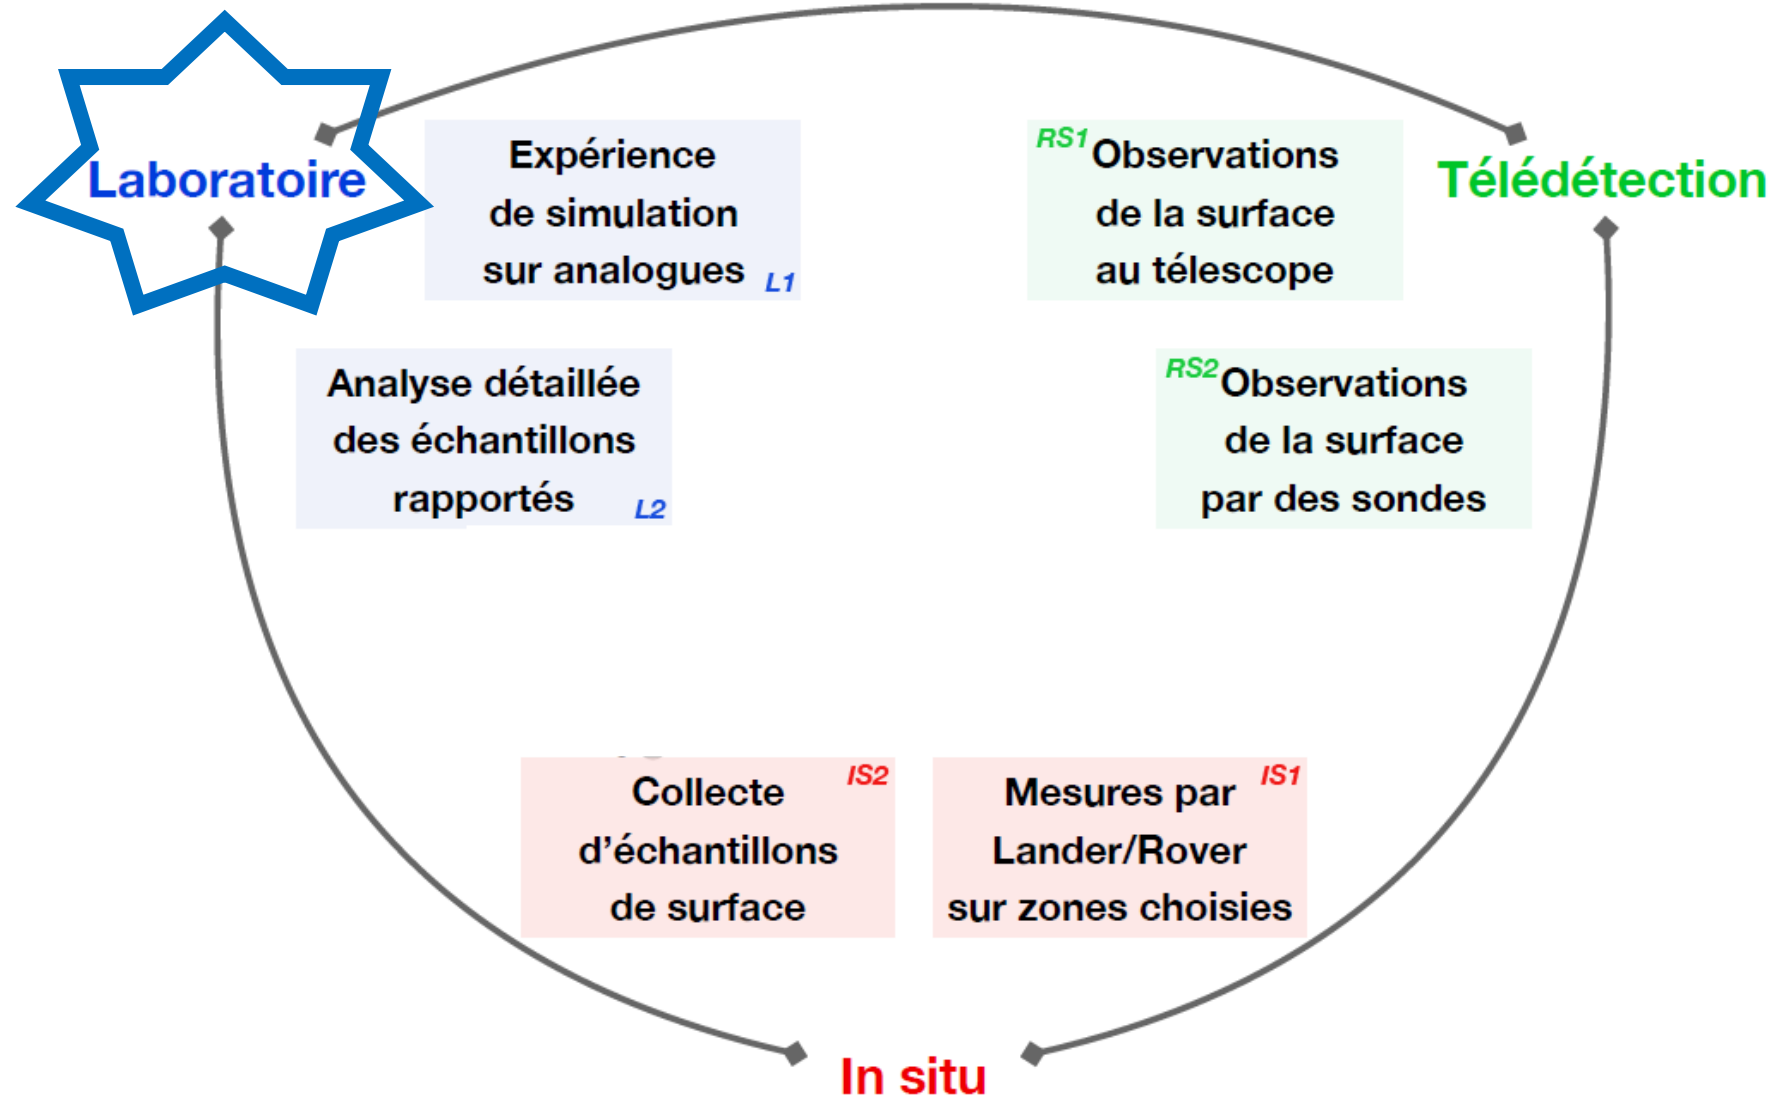 Laboratoire
Expérience
de simulation
sur analogues
L1
Analyse détaillée
des échantillons
rapportés
L2
RS1
Observations
de la surface
au télescope
Télédétection
RS2
Observations
de la surface
par des sondes
IS2
Collecte
d’échantillons
de surface
IS1
Mesures par
Lander/Rover
sur zones choisies
In situ